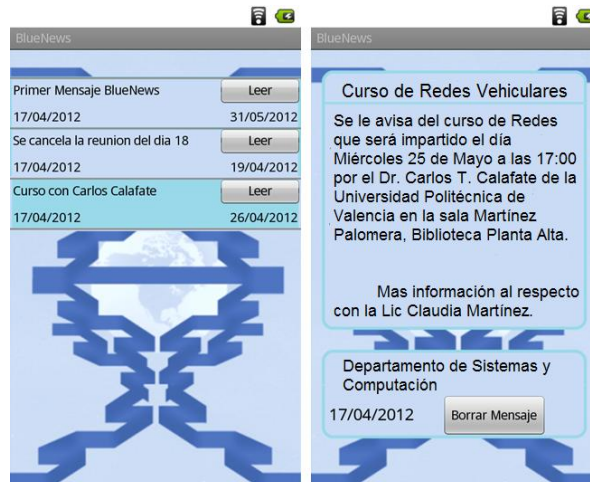 BlueNews
Primer Mensaje BlueNews
Leer
17/04/2012
31/05/2012
Se cancela la reunion del dia 18
Leer
17/04/2012
19/04/2012
Curso con Carlos Calafate
Leer
17/04/2012
26/04/2012
BlueNews
Curso de Redes Vehiculares
Se le avisa del curso de Redes
que será impartido el día
Miércoles 25 de Mayo a las 17:00
por el Dr. Carlos T. Calafate de la
Universidad Politécnica de
Valencia en la sala Martínez
Palomera, Biblioteca Planta Alta.
Mas información al respecto
con la Lic Claudia Martínez.
Departamento de Sistemas y
Computación
17/04/2012
Borrar Mensaje